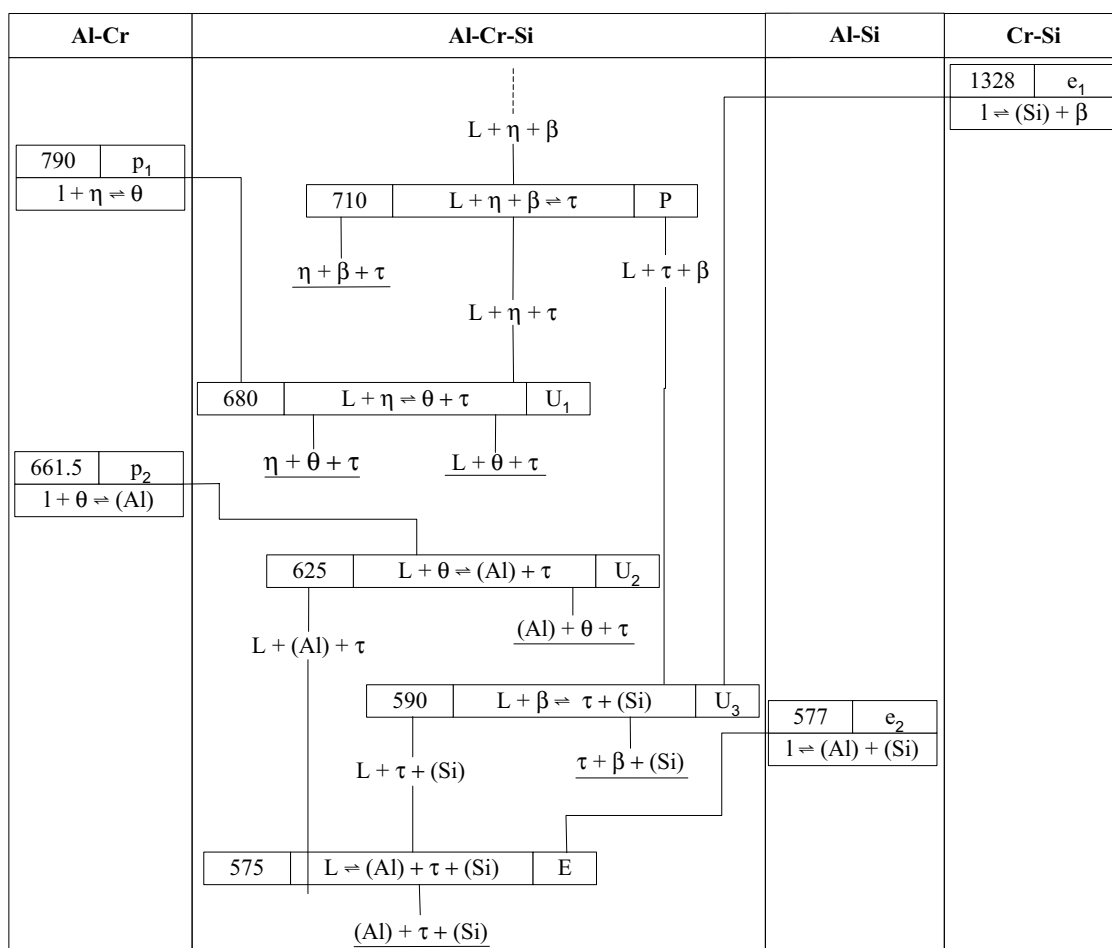 Al-Cr Al-Cr-Si Al-Si Cr-Si
1328 e₁
l ⇌ (Si) + β
L + η + β
790 p₁
l + η ⇌ θ
710 L + η + β ⇌ τ P
η + β + τ
L + τ + β
L + η + τ
680 L + η ⇌ θ + τ U₁
η + θ + τ
L + θ + τ
661.5 p₂
l + θ ⇌ (Al)
625 L + θ ⇌ (Al) + τ U₂
L + (Al) + τ
(Al) + θ + τ
590 L + β ⇌ τ + (Si) U₃
577 e₂
l ⇌ (Al) + (Si)
L + τ + (Si)
τ + β + (Si)
575 L ⇌ (Al) + τ + (Si) E
(Al) + τ + (Si)